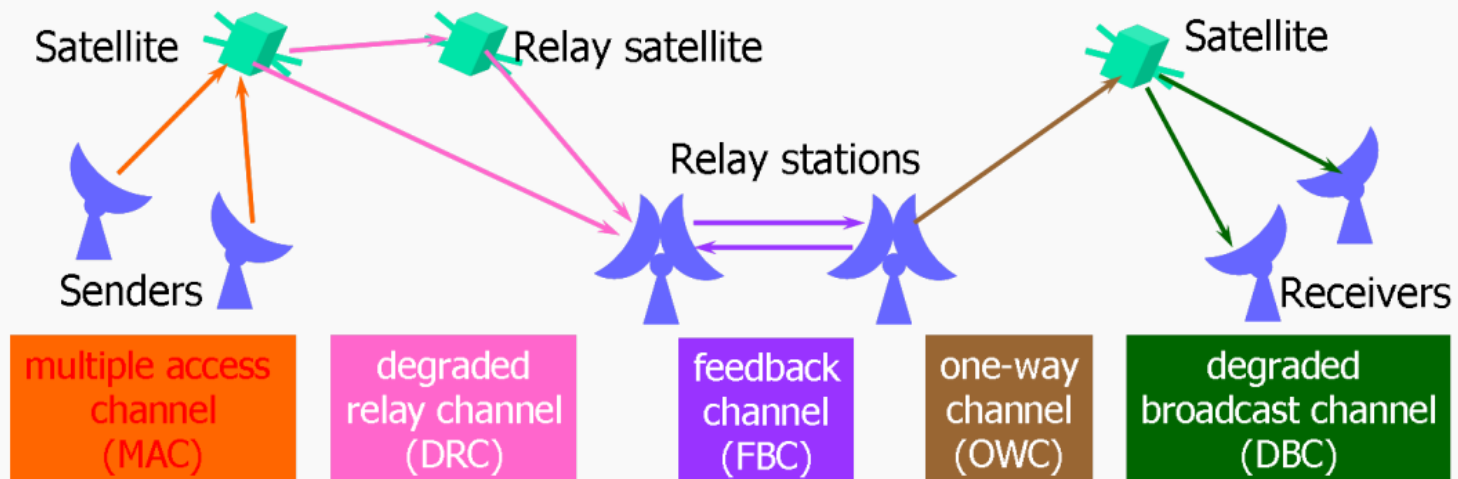 Satellite
Relay satellite
Satellite
Relay stations
Senders
Receivers
multiple access
channel
(MAC)
degraded
relay channel
(DRC)
feedback
channel
(FBC)
one-way
channel
(OWC)
degraded
broadcast channel
(DBC)